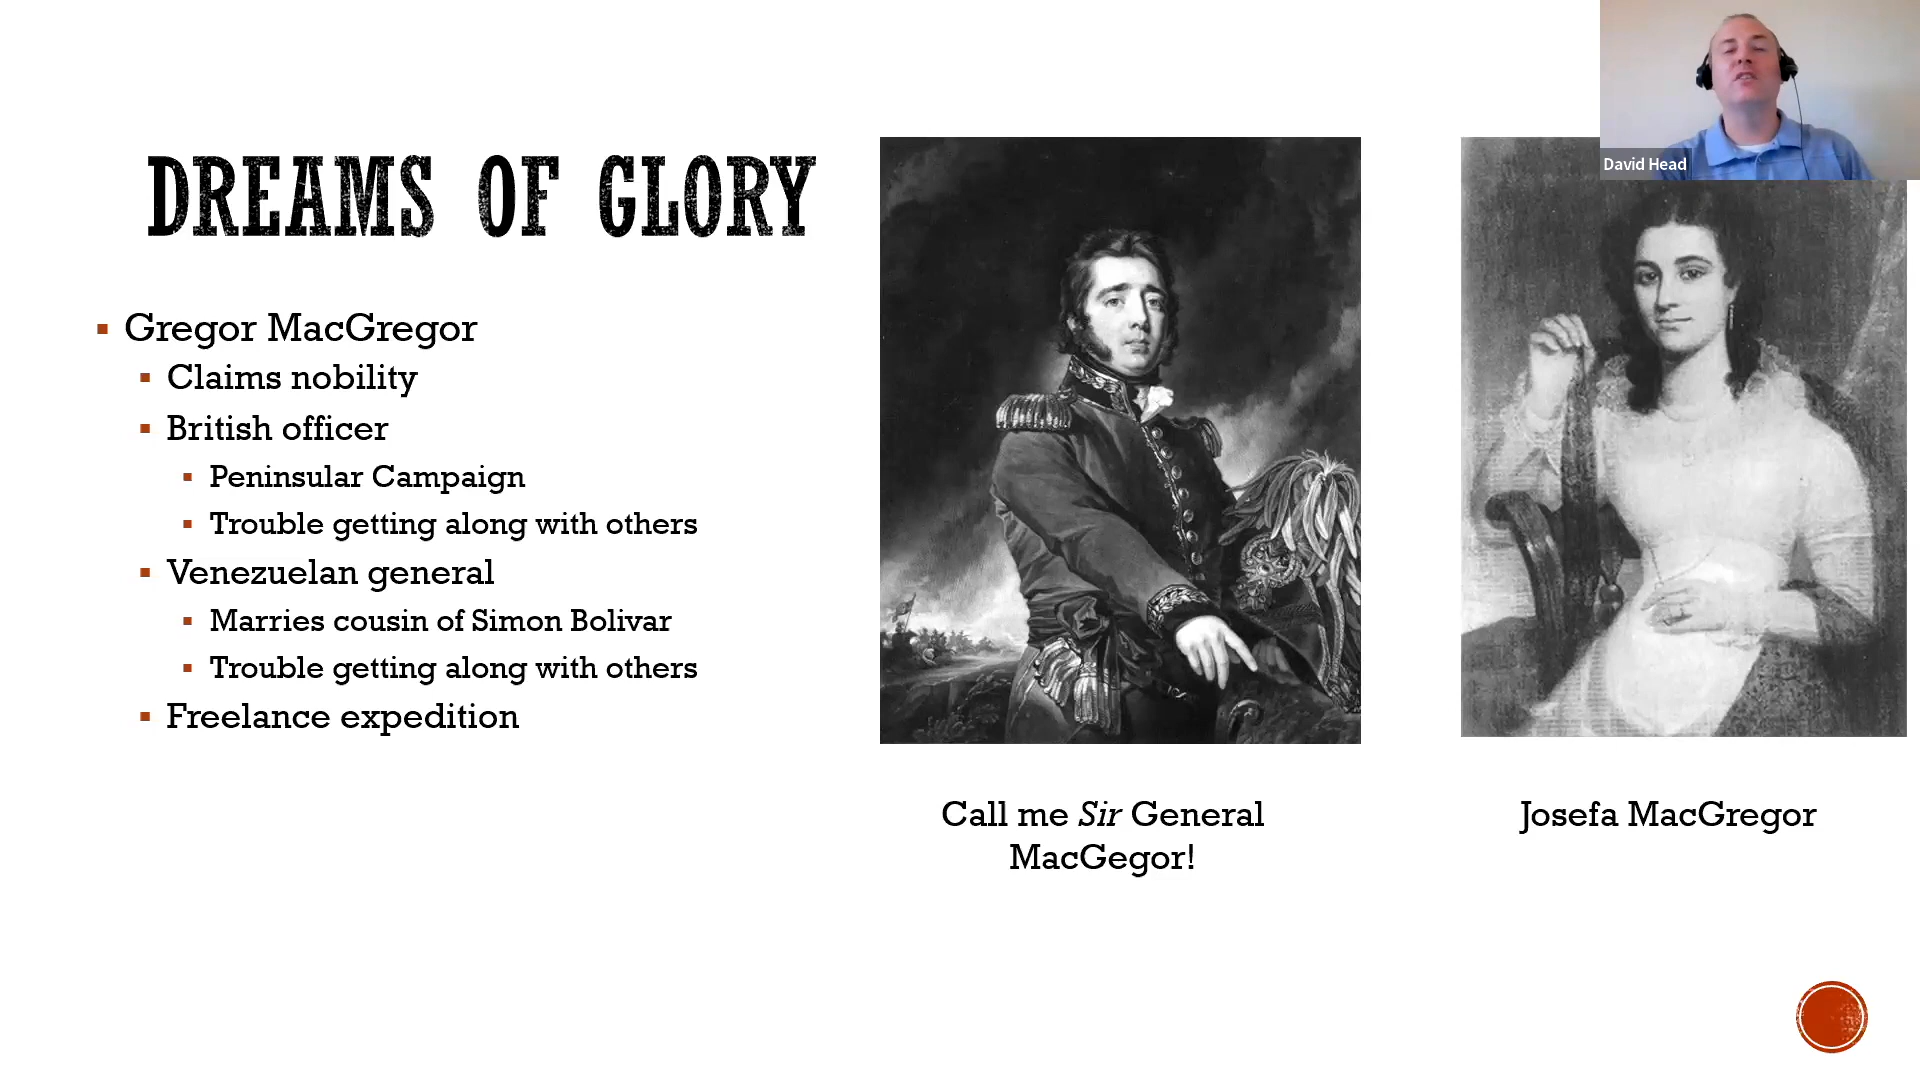 DREAMS OF GLORY
Gregor MacGregor
Claims nobility
British officer
Peninsular Campaign
Trouble getting along with others
Venezuelan general
Marries cousin of Simon Bolivar
Trouble getting along with others
Freelance expedition
Call me Sir General
MacGegor!
Josefa MacGregor
David Head